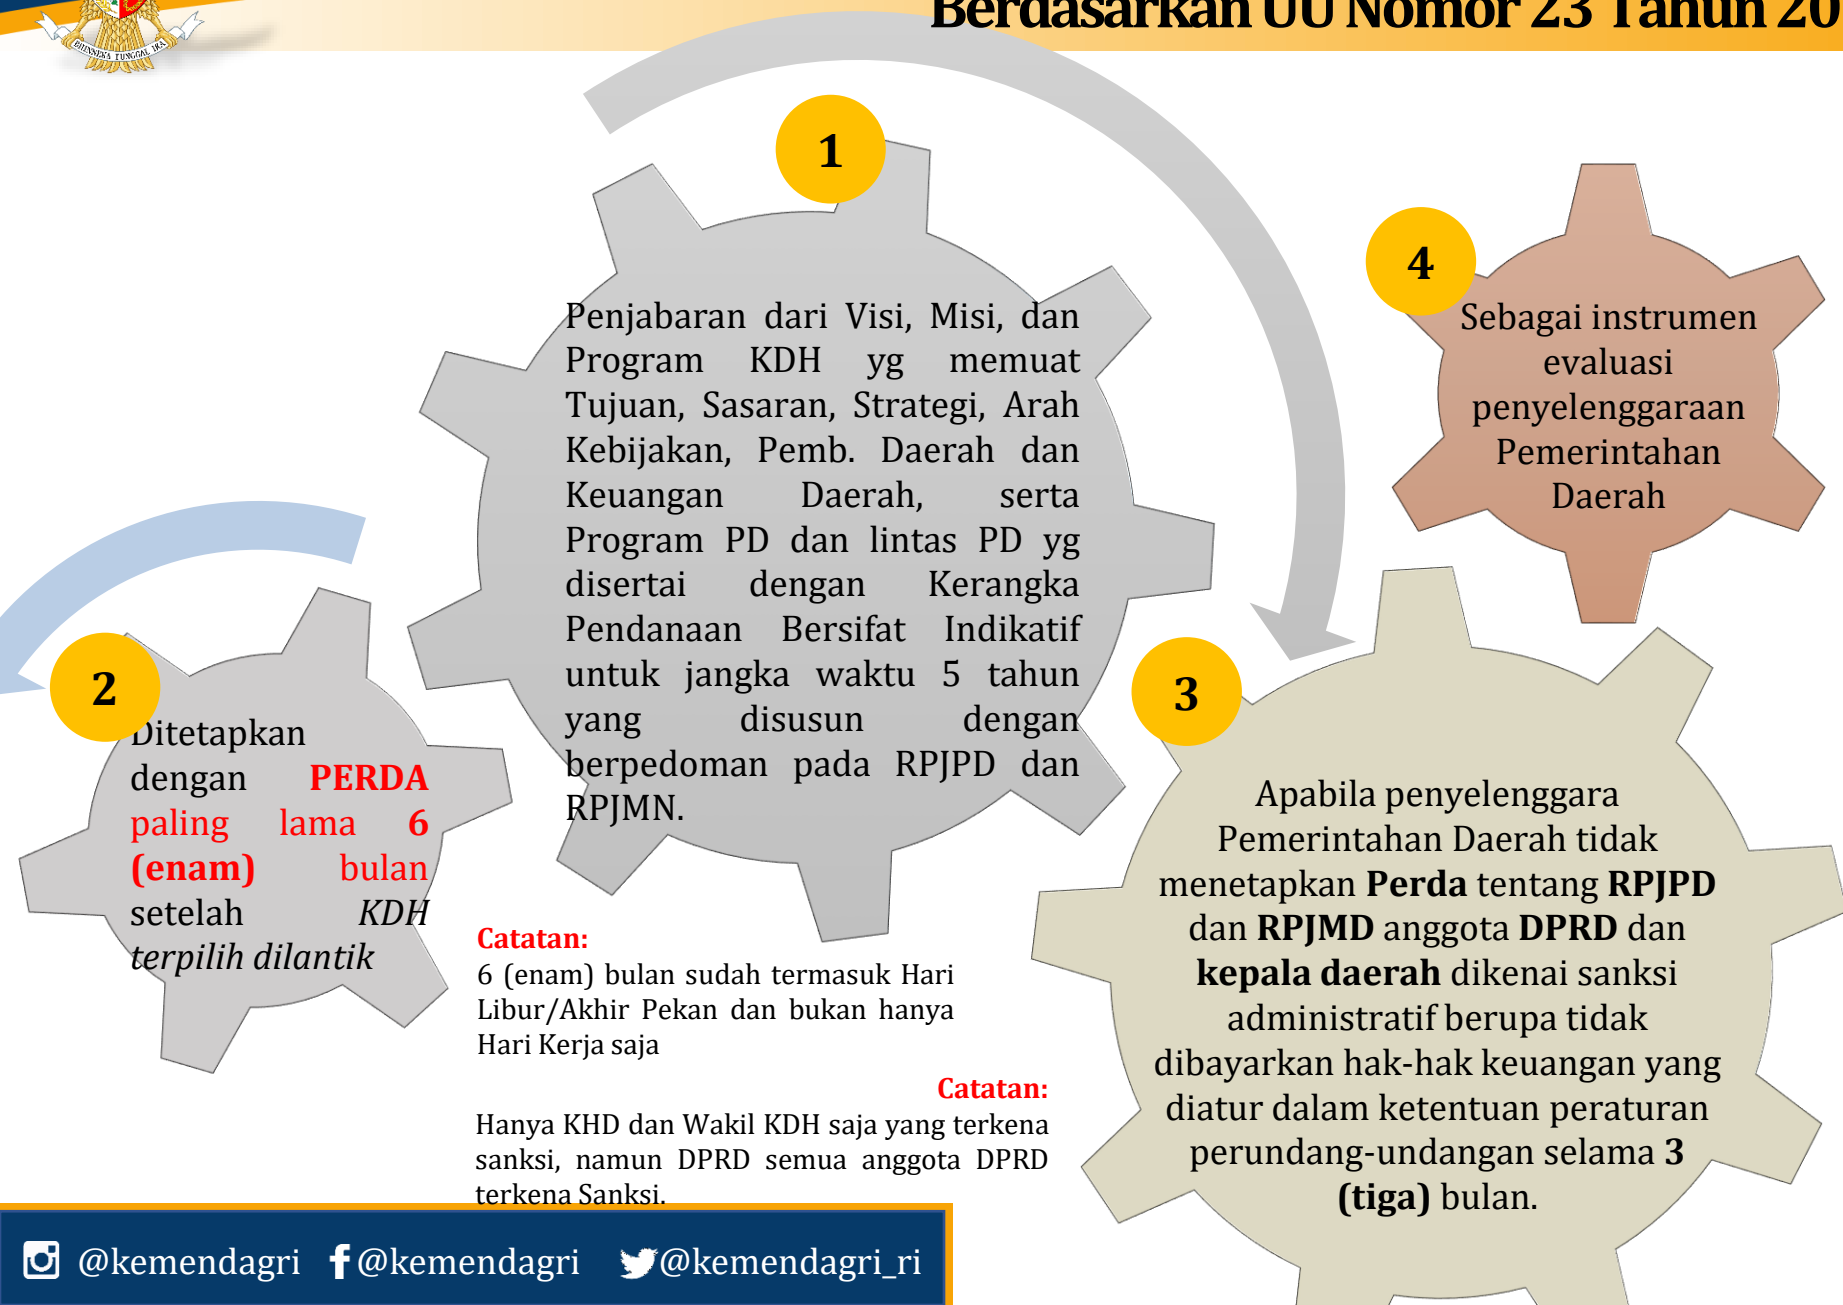 Berdasarkan UU Nomor 23 Tahun 20
BHINNEKA TUNGGAL IKA
1
Penjabaran dari Visi, Misi, dan
Program KDH yg memuat
Tujuan, Sasaran, Strategi, Arah
Kebijakan, Pemb. Daerah dan
Keuangan Daerah, serta
Program PD dan lintas PD yg
disertai dengan Kerangka
Pendanaan Bersifat Indikatif
untuk jangka waktu 5 tahun
yang disusun dengan
berpedoman pada RPJPD dan
RPJMN.
2
Ditetapkan
dengan PERDA
paling lama 6
(enam) bulan
setelah KDH
terpilih dilantik
Catatan:
6 (enam) bulan sudah termasuk Hari
Libur/Akhir Pekan dan bukan hanya
Hari Kerja saja
Catatan:
Hanya KHD dan Wakil KDH saja yang terkena
sanksi, namun DPRD semua anggota DPRD
terkena Sanksi.
3
Apabila penyelenggara
Pemerintahan Daerah tidak
menetapkan Perda tentang RPJPD
dan RPJMD anggota DPRD dan
kepala daerah dikenai sanksi
administratif berupa tidak
dibayarkan hak-hak keuangan yang
diatur dalam ketentuan peraturan
perundang-undangan selama 3
(tiga) bulan.
4
Sebagai instrumen
evaluasi
penyelenggaraan
Pemerintahan
Daerah
@kemendagri @kemendagri @kemendagri_ri